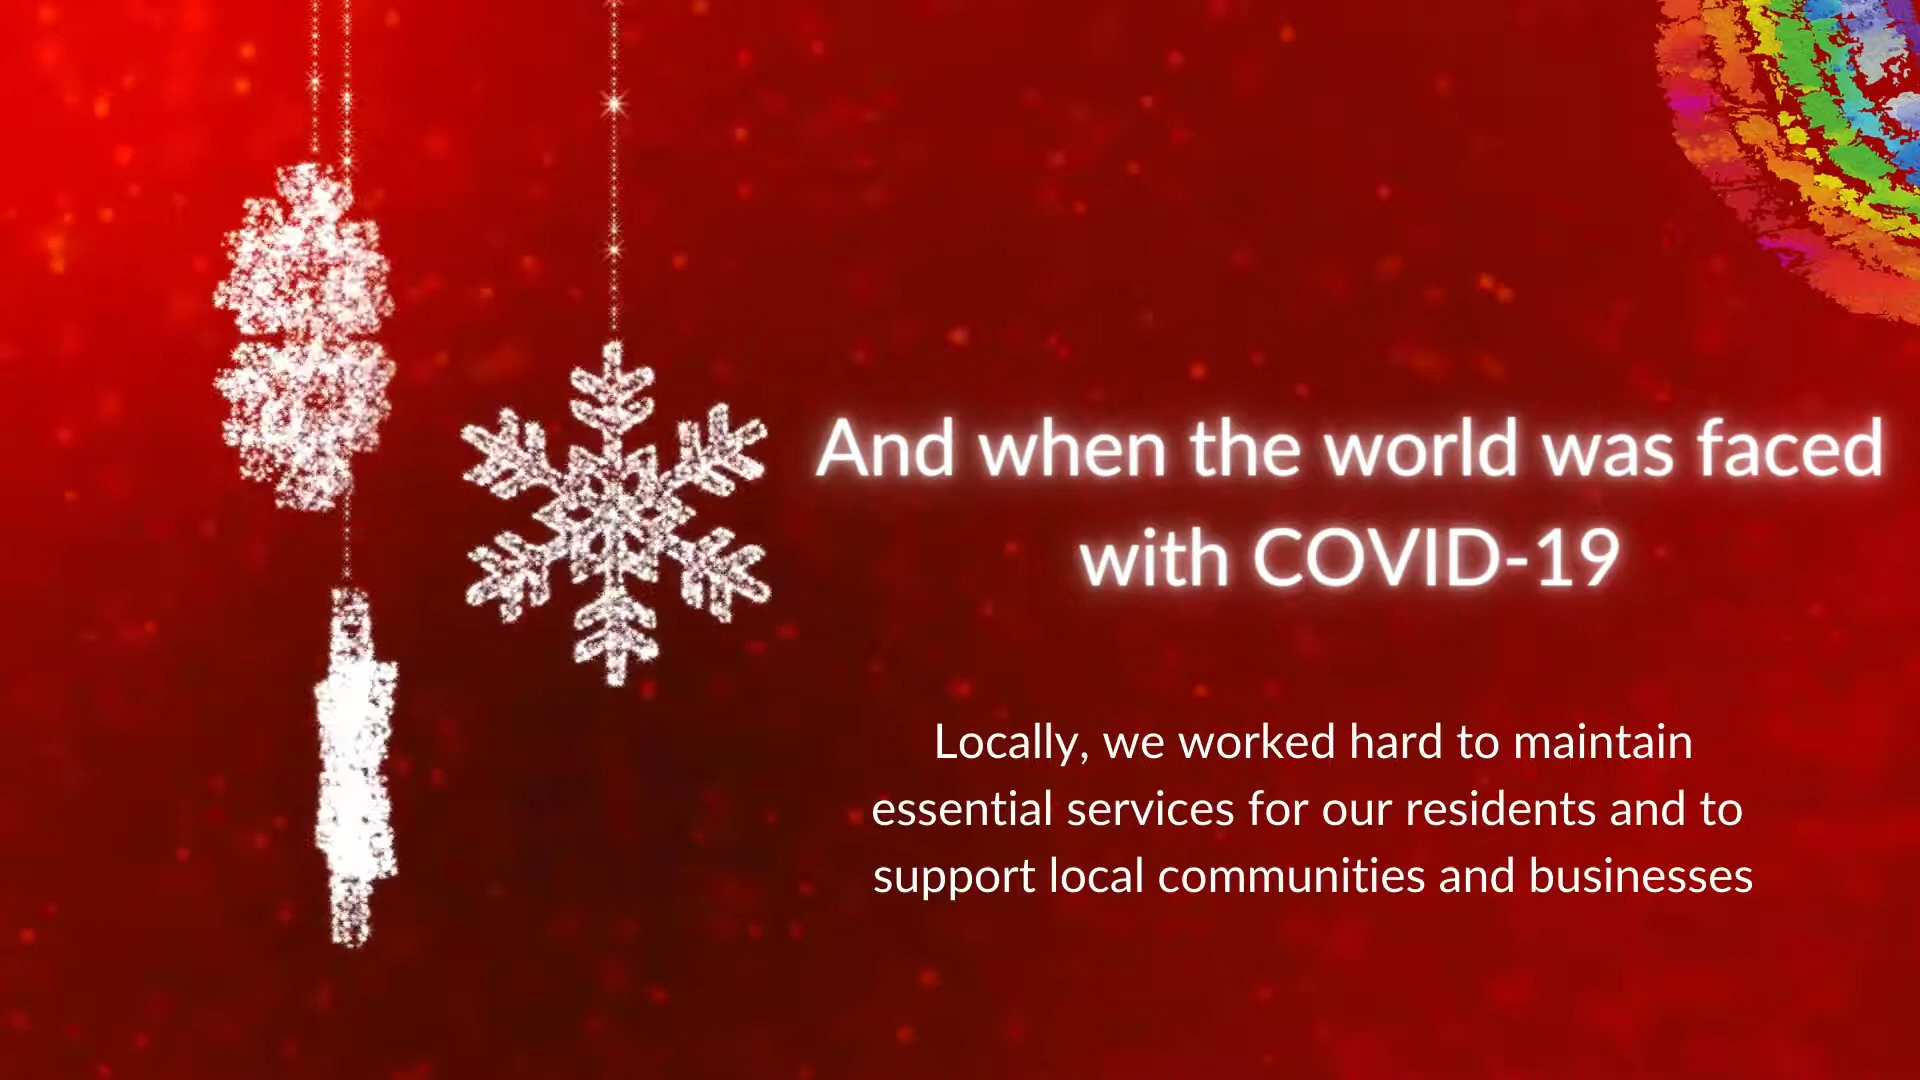 And when the world was faced
with COVID-19
Locally, we worked hard to maintain
essential services for our residents and to
support local communities and businesses